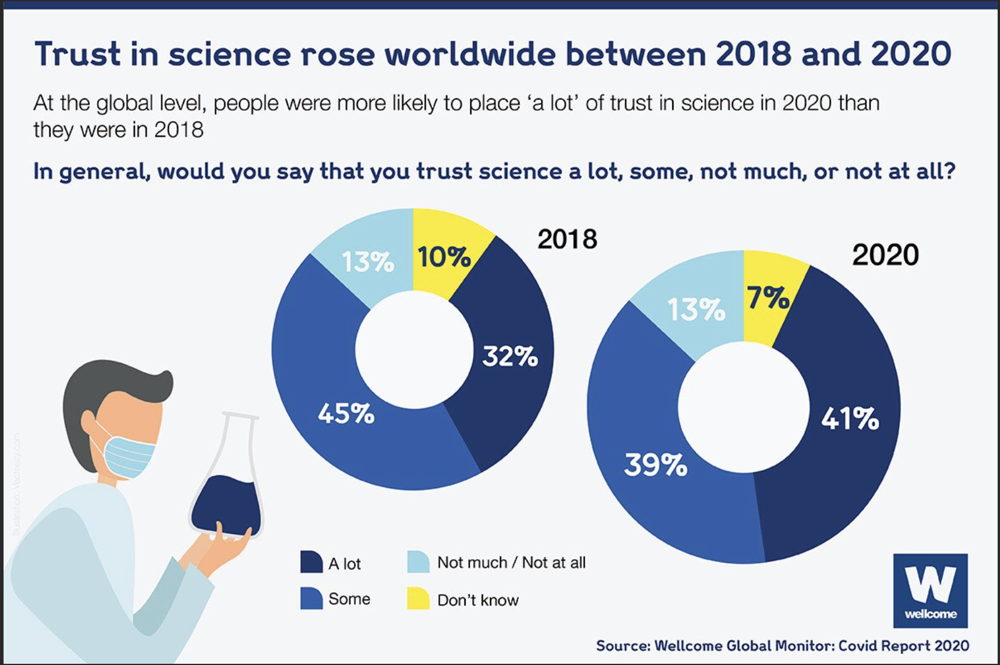 Trust in science rose worldwide between 2018 and 2020
At the global level, people were more likely to place ‘a lot’ of trust in science in 2020 than
they were in 2018
In general, would you say that you trust science a lot, some, not much, or not at all?
2018
13%
10%
32%
45%
2020
13%
7%
41%
39%
A lot
Not much / Not at all
Some
Don’t know
Illustration: Vecteezy.com
W
wellcome
Source: Wellcome Global Monitor: Covid Report 2020